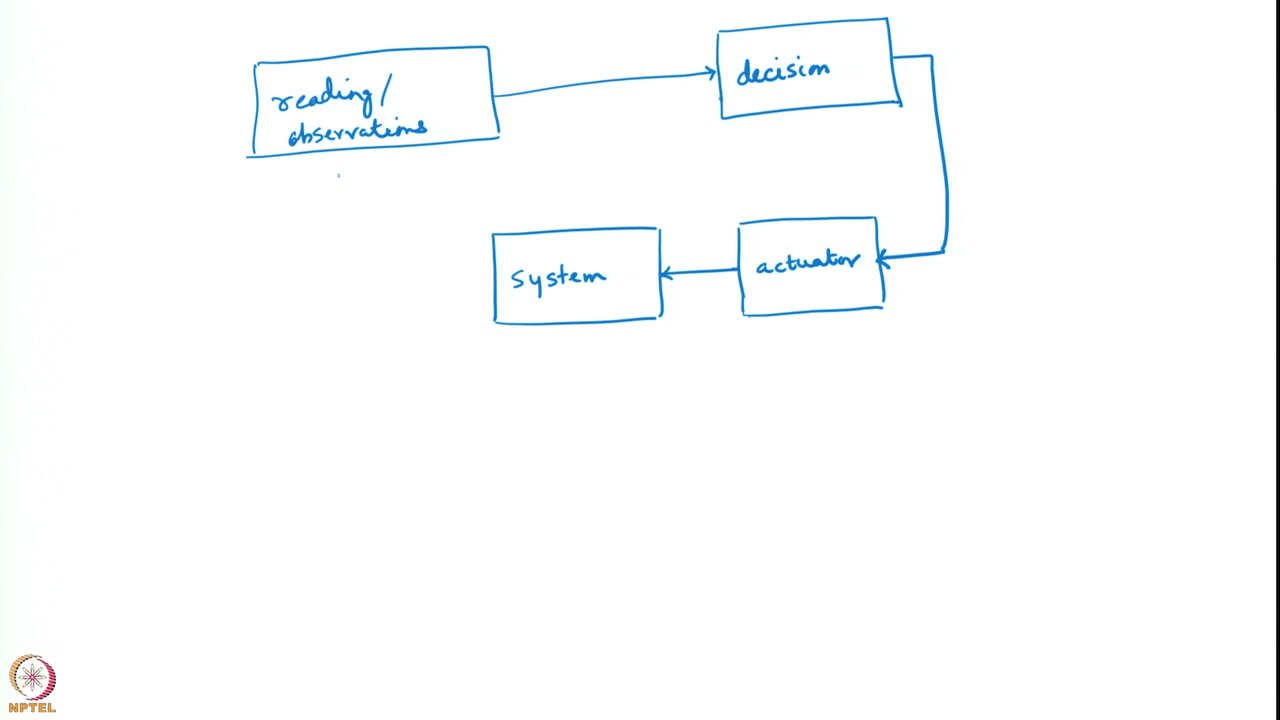 reading/
observations
decision
system
actuator
NPTEL